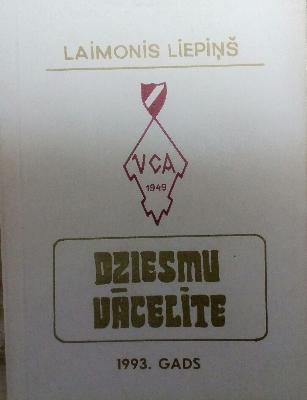 LAIMONIS LIEPIŅŠ
VCA
1949
DZIESMU
VĀCELĪTE
1993. GADS